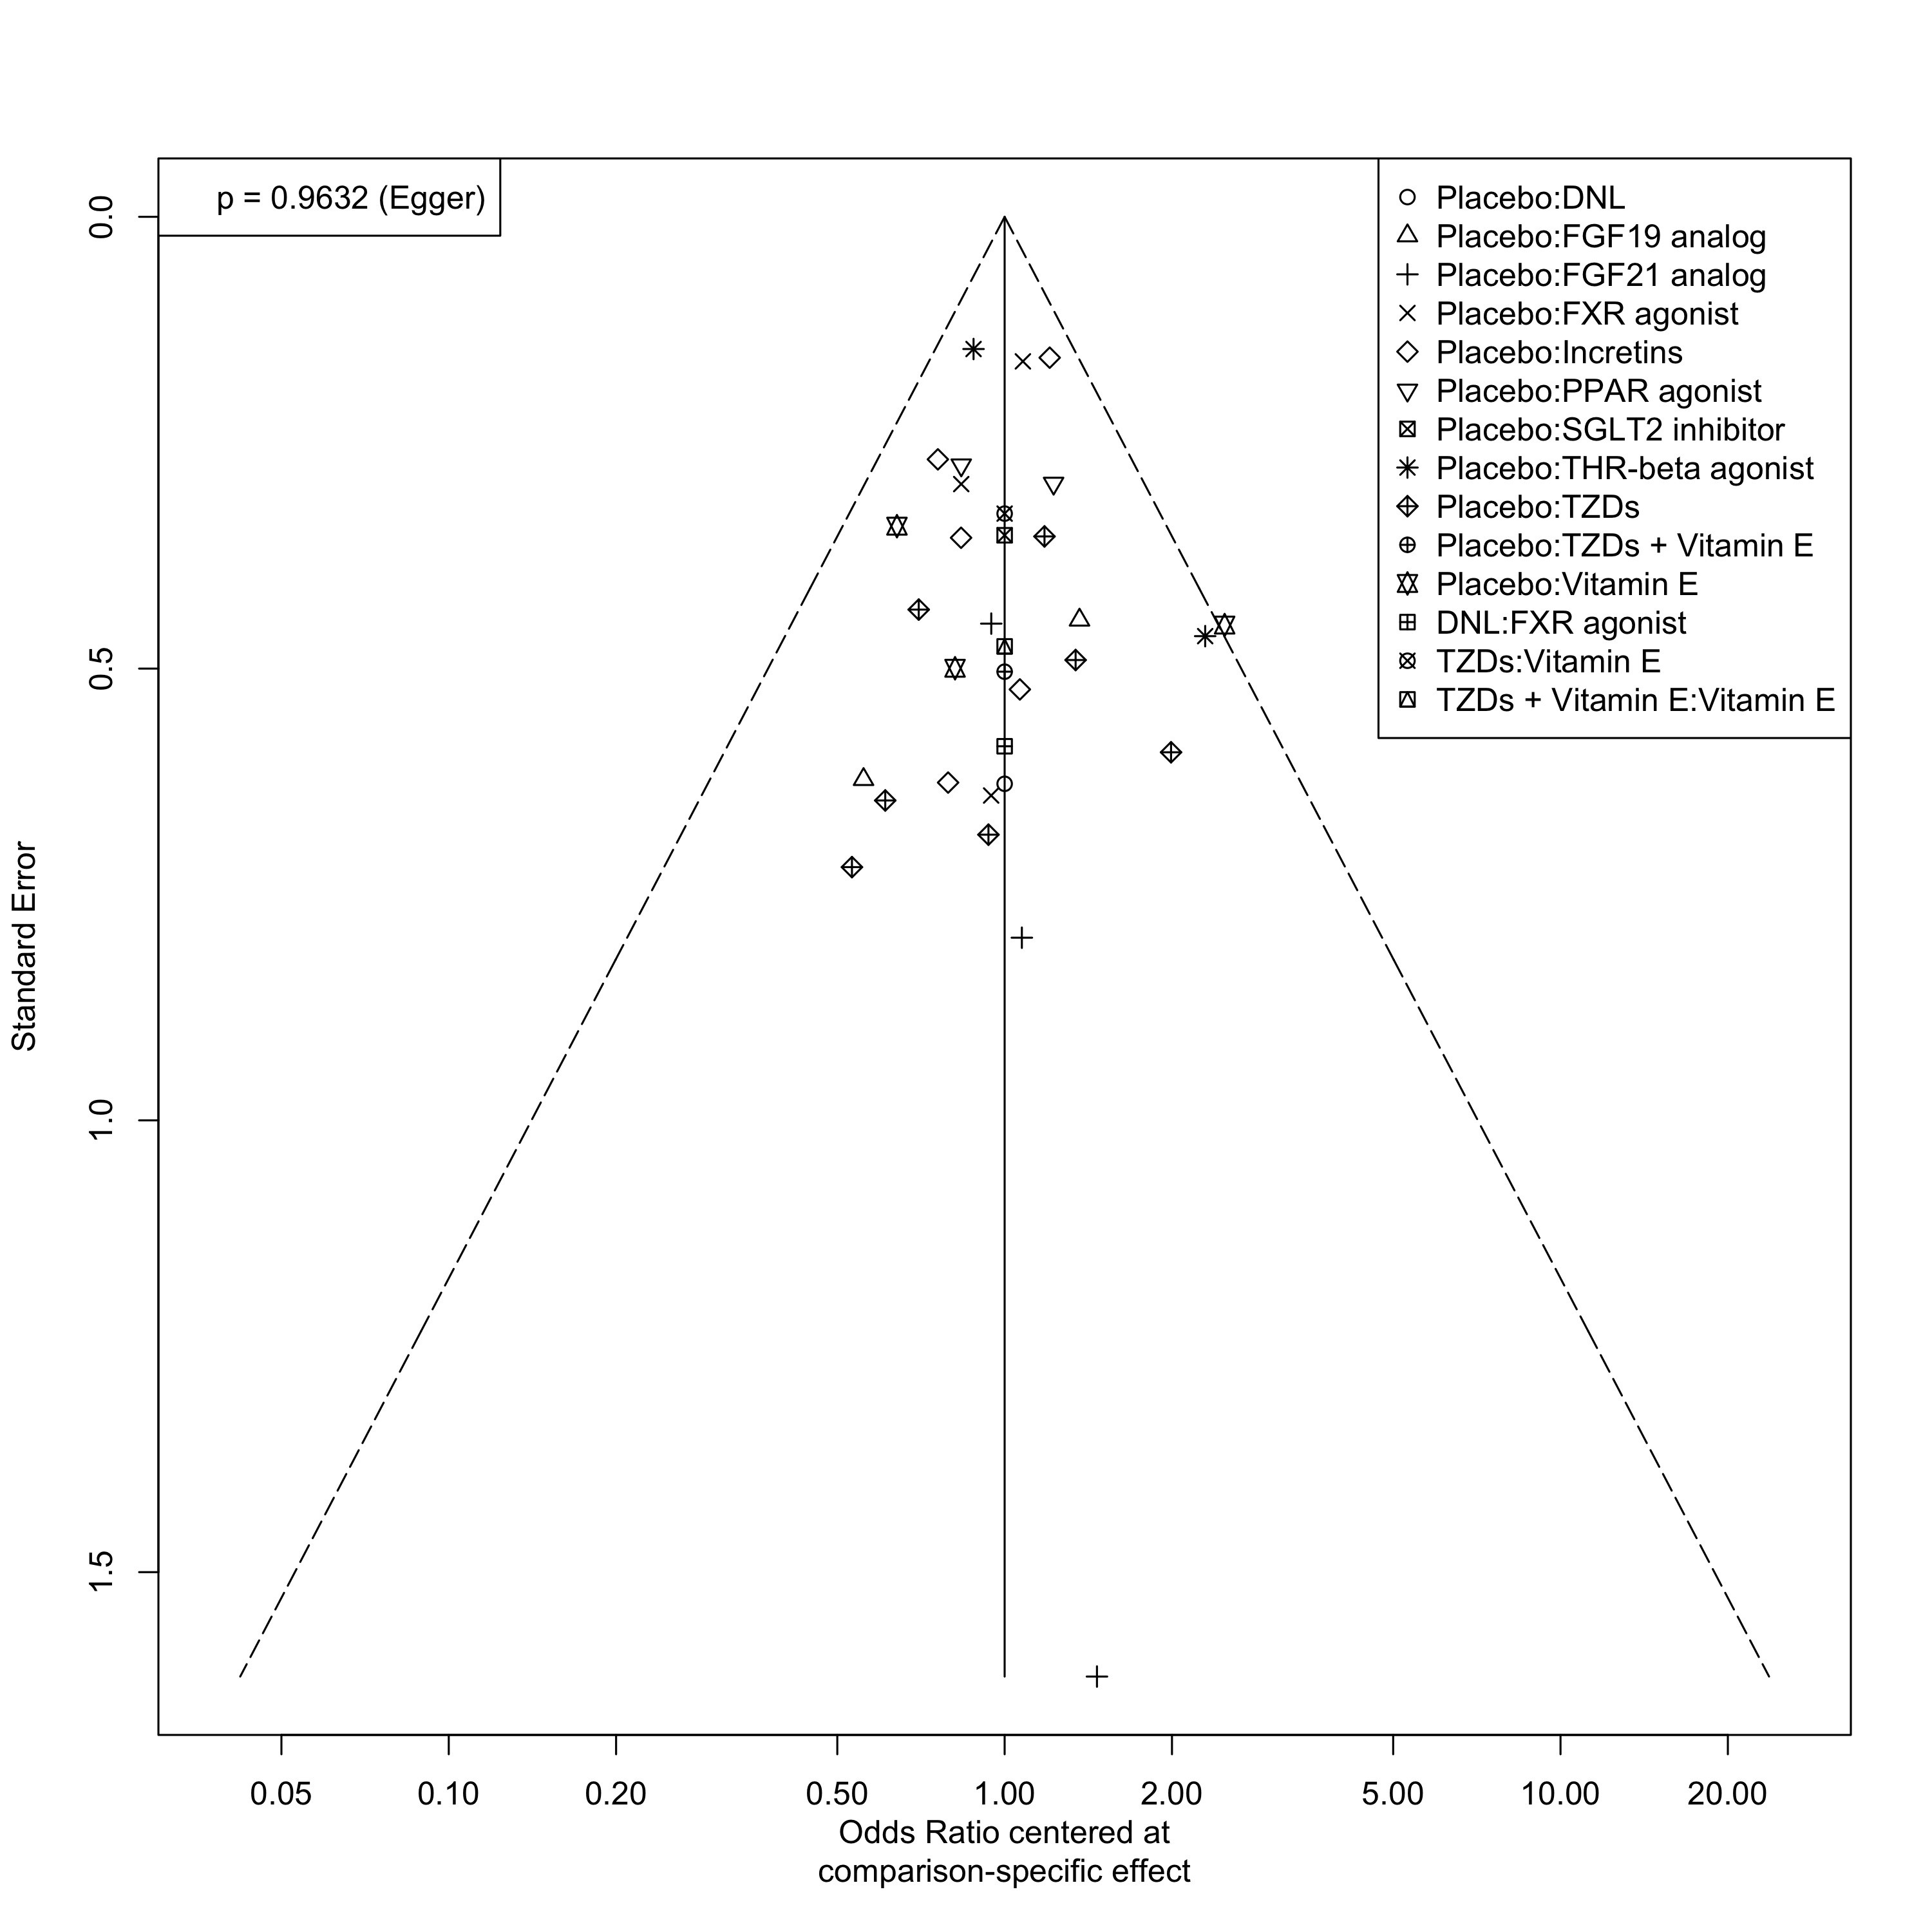 p = 0.9632 (Egger)
Placebo:DNL
Placebo:FGF19 analog
Placebo:FGF21 analog
Placebo:FXR agonist
Placebo:Incretins
Placebo:PPAR agonist
Placebo:SGLT2 inhibitor
Placebo:THR-beta agonist
Placebo:TZDs
Placebo:TZDs + Vitamin E
Placebo:Vitamin E
DNL:FXR agonist
TZDs:Vitamin E
TZDs + Vitamin E:Vitamin E
Standard Error
0.0
0.5
1.0
1.5
0.05 0.10 0.20 0.50 1.00 2.00 5.00 10.00 20.00
Odds Ratio centered at
comparison-specific effect